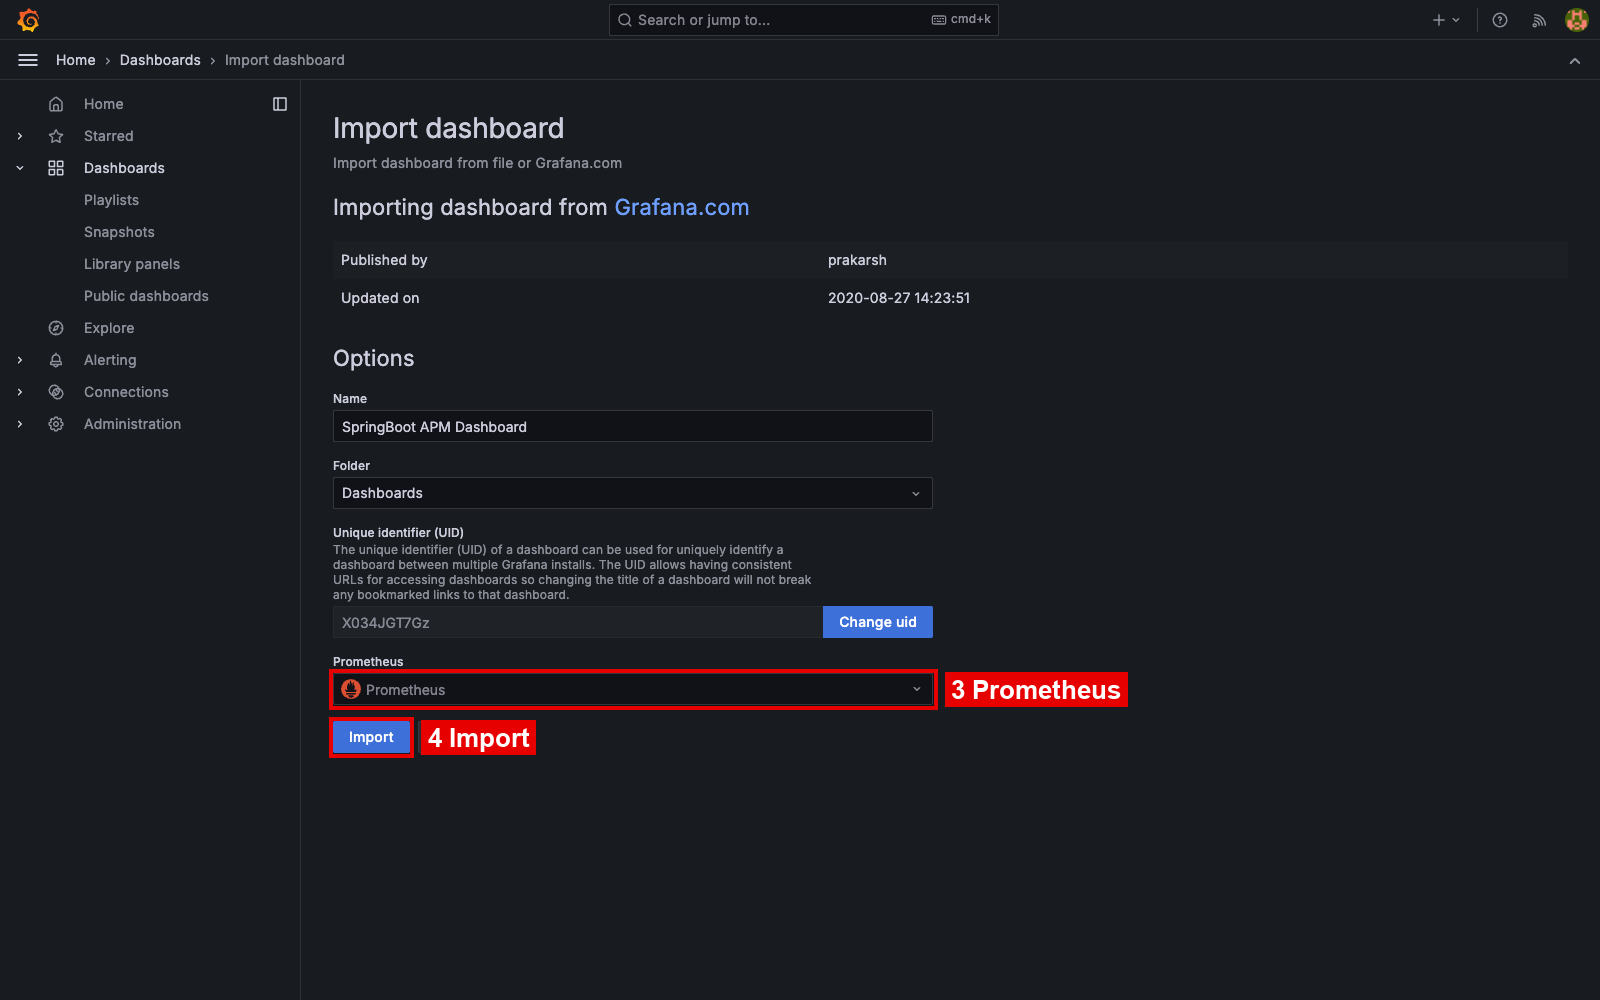 Search or jump to...
cmd+k
Home › Dashboards › Import dashboard
Home
Starred
Dashboards
Playlists
Snapshots
Library panels
Public dashboards
Explore
Alerting
Connections
Administration
Import dashboard
Import dashboard from file or Grafana.com
Importing dashboard from Grafana.com
Published by prakarsh
Updated on 2020-08-27 14:23:51
Options
Name
SpringBoot APM Dashboard
Folder
Dashboards
Unique identifier (UID)
The unique identifier (UID) of a dashboard can be used for uniquely identify a
dashboard between multiple Grafana installs. The UID allows having consistent
URLs for accessing dashboards so changing the title of a dashboard will not break
any bookmarked links to that dashboard.
X034JGT7Gz Change uid
Prometheus
Prometheus 3 Prometheus
Import 4 Import